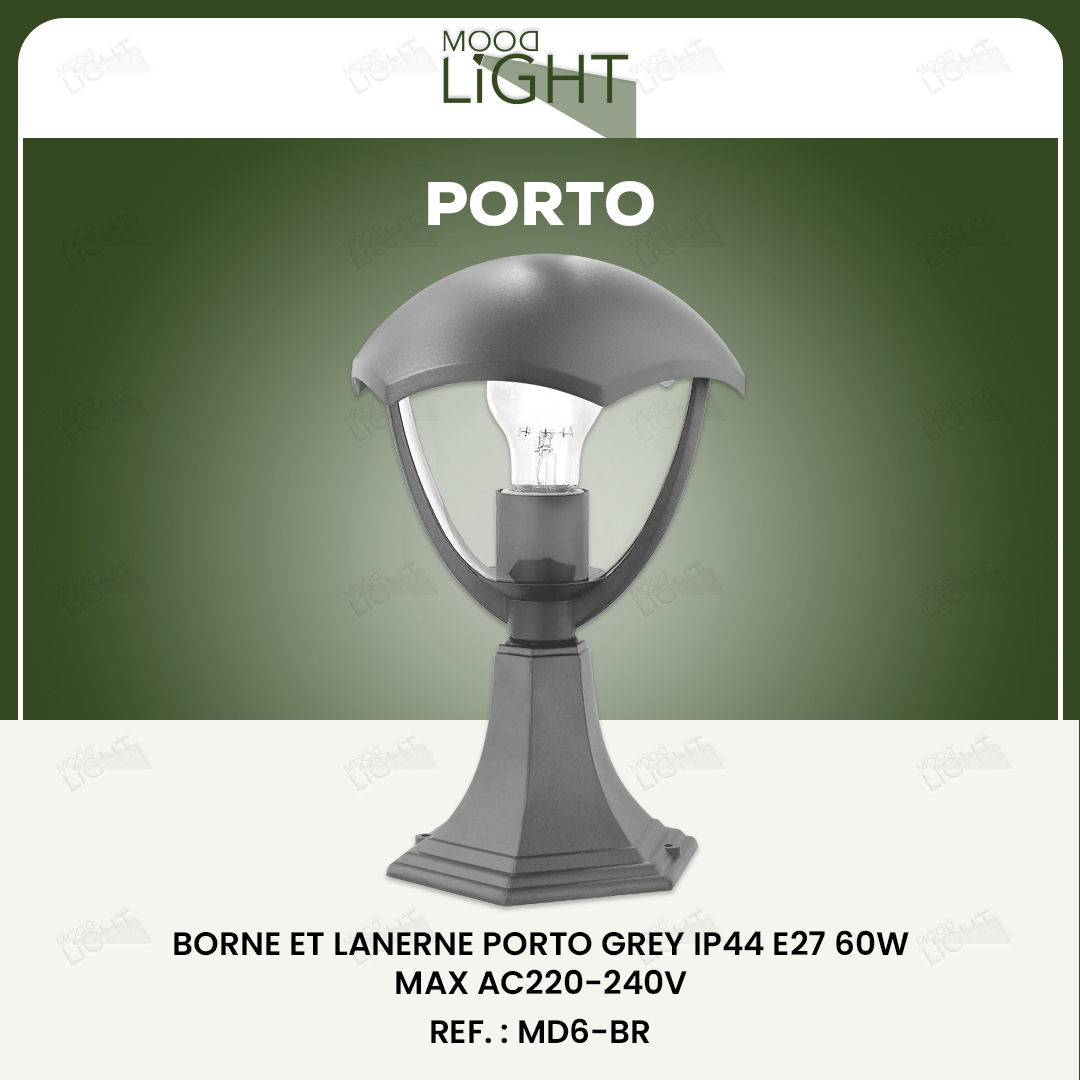 MOOD
LiGHT
PORTO
BORNE ET LANERNE PORTO GREY IP44 E27 60W
MAX AC220-240V
REF. : MD6-BR